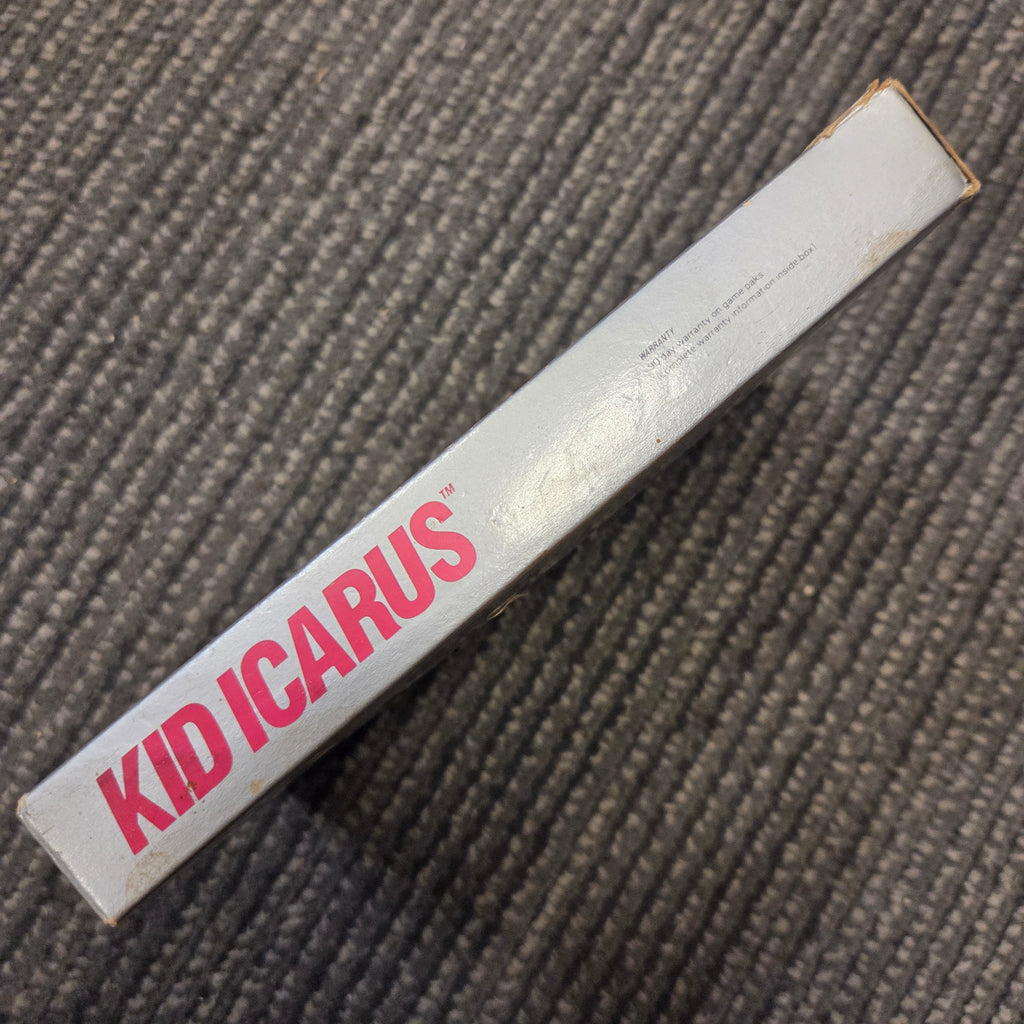 KID ICARUS™
WARRANTY
90 day warranty on game paks
(complete warranty information inside box)